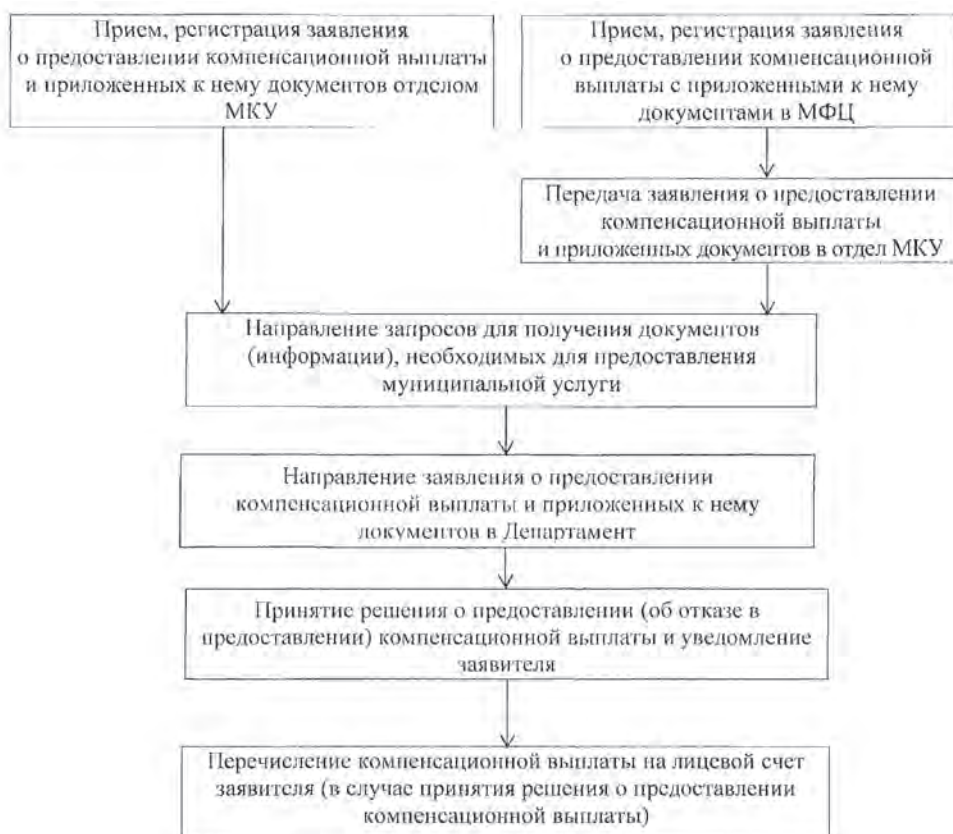 Прием, регистрация заявления
о предоставлении компенсационной выплаты
и приложенных к нему документов отделом
МКУ
Прием, регистрация заявления
о предоставлении компенсационной
выплаты с приложенными к нему
документами в МФЦ
Передача заявления о предоставлении
компенсационной выплаты
и приложенных документов в отдел МКУ
Направление запросов для получения документов
(информации), необходимых для предоставления
муниципальной услуги
Направление заявления о предоставлении
компенсационной выплаты и приложенных к нему
документов в Департамент
Принятие решения о предоставлении (об отказе в
предоставлении) компенсационной выплаты и уведомление
заявителя
Перечисление компенсационной выплаты на лицевой счет
заявителя (в случае принятия решения о предоставлении
компенсационной выплаты)